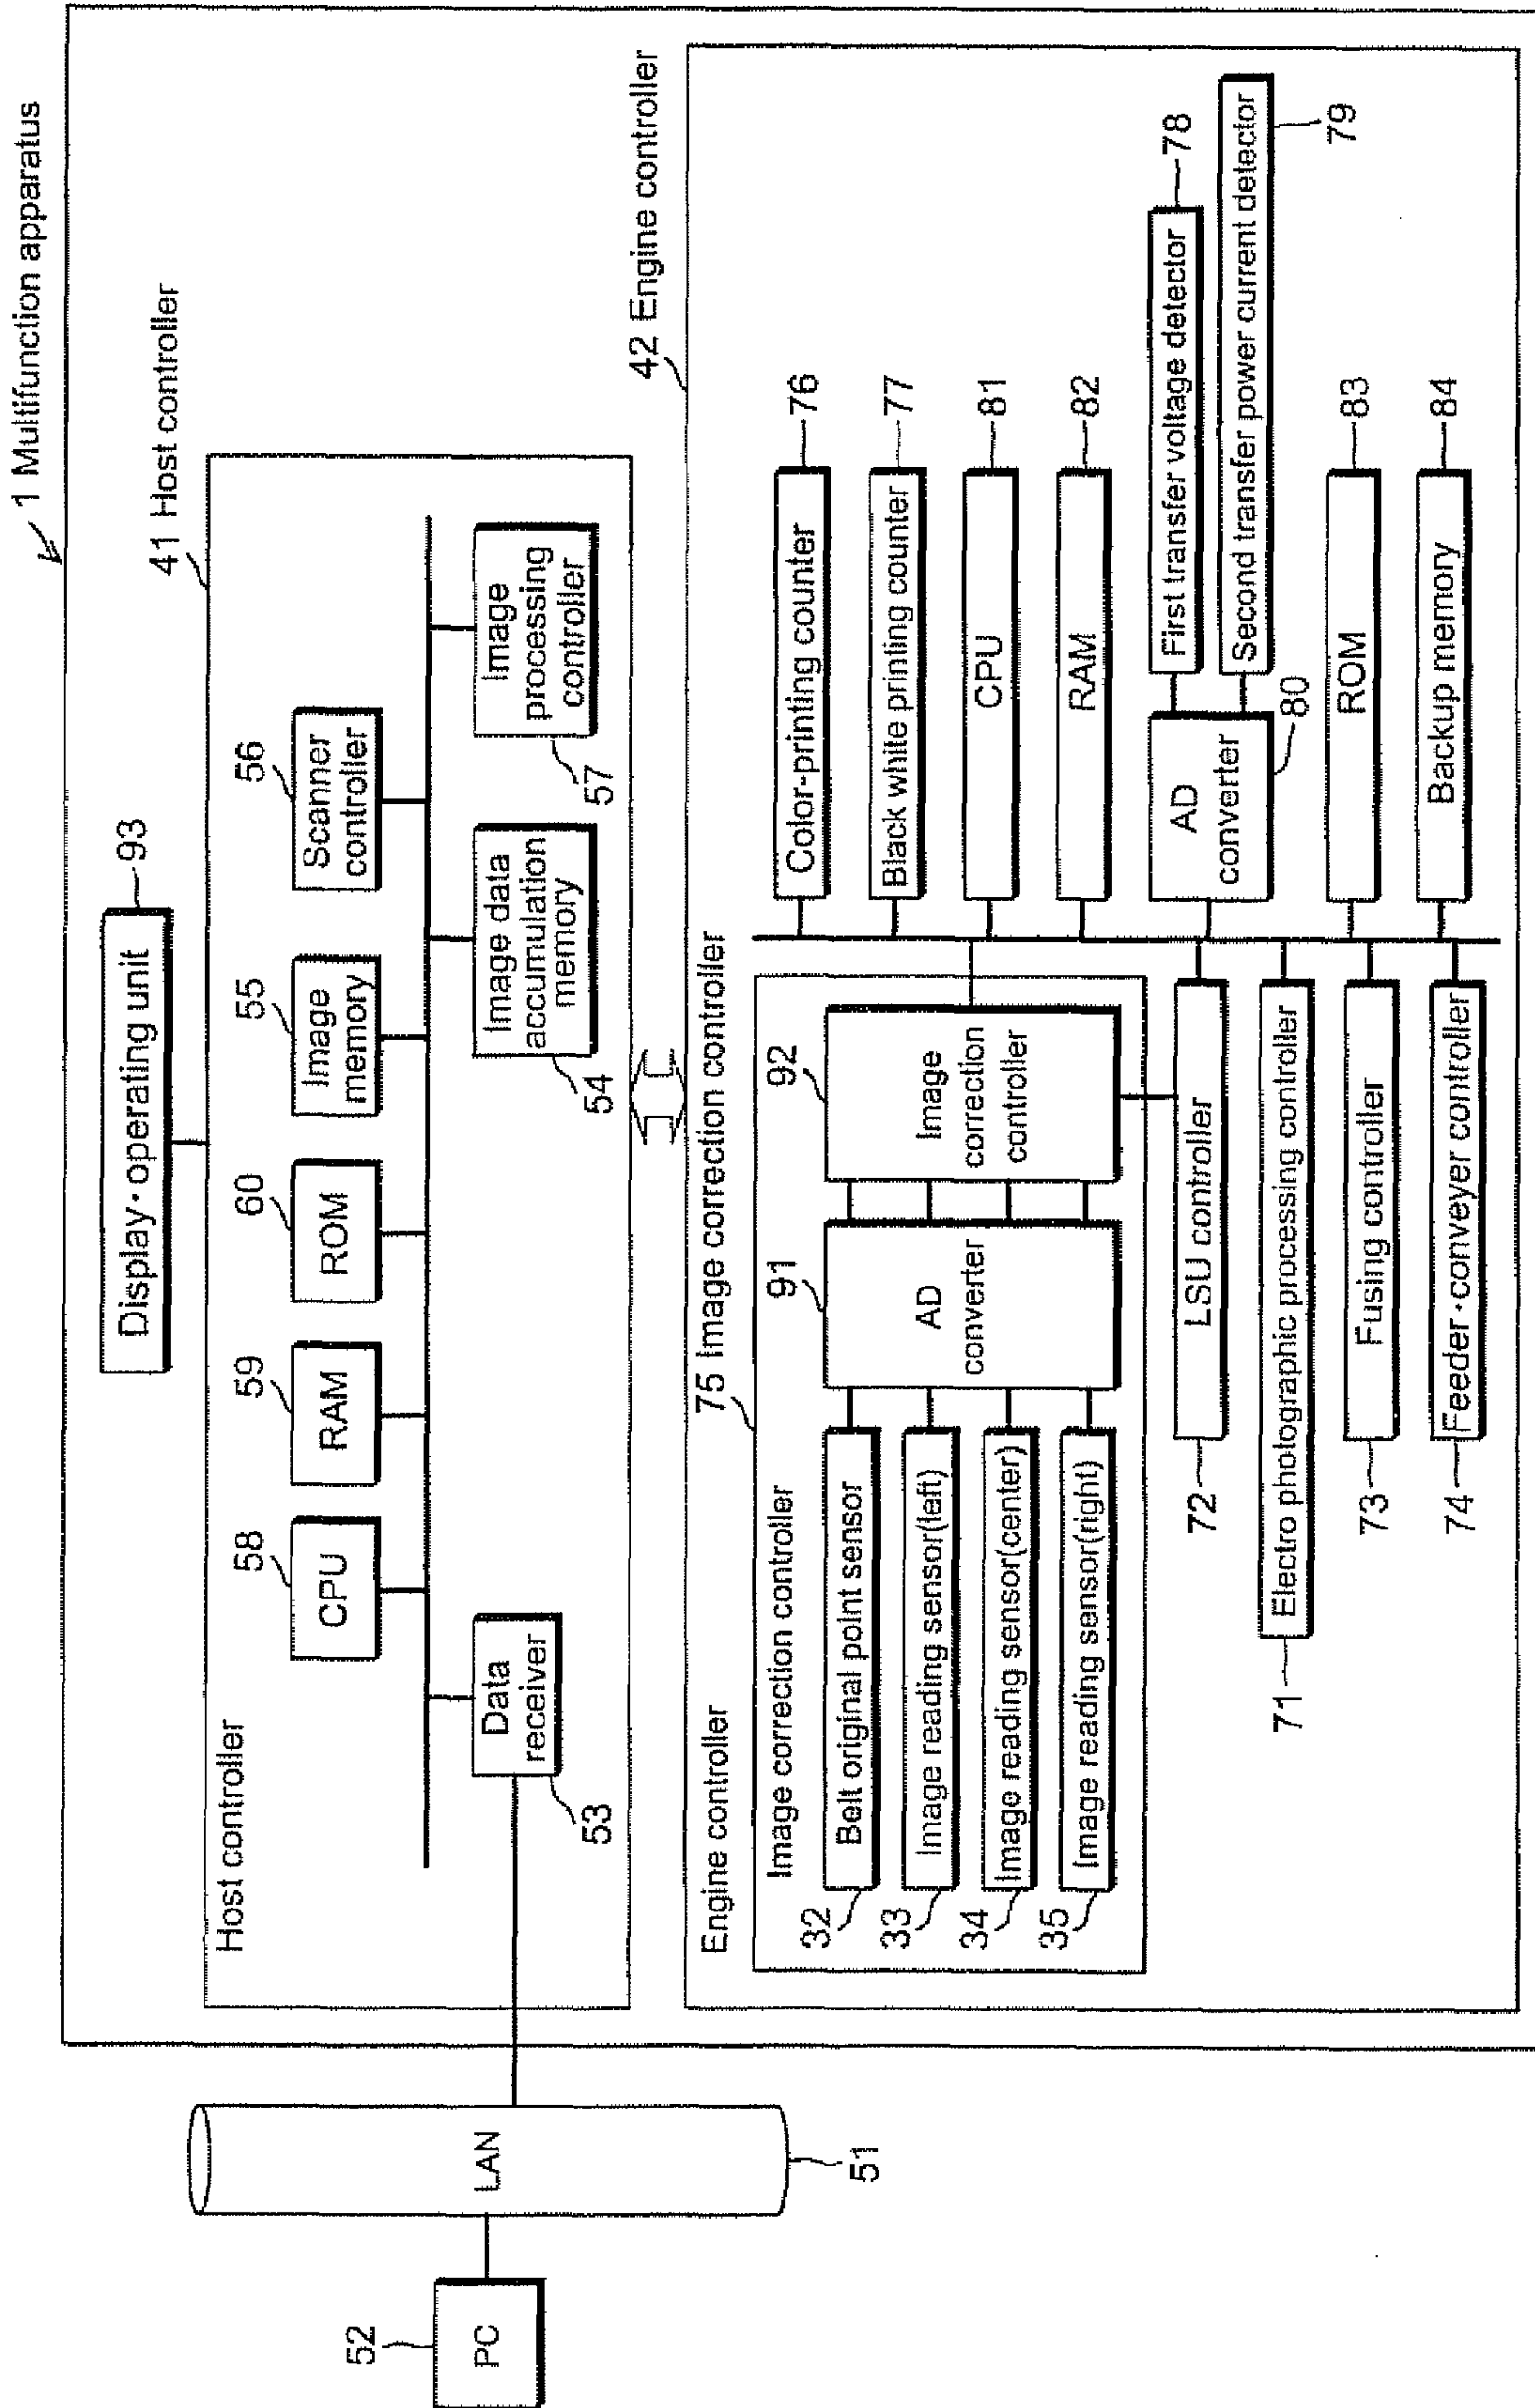 1 Multifunction apparatus
Display·operating unit
93
41 Host controller
Host controller
58
CPU
59
RAM
60
ROM
55
Image
memory
56
Scanner
controller
Data
receiver
53
Image data
accumulation
memory
54
Image
processing
controller
57
52
PC
LAN
51
42 Engine controller
Engine controller
75 Image correction controller
Image correction controller
32
Belt original point sensor
33
Image reading sensor(left)
34
Image reading sensor(center)
35
Image reading sensor(right)
91
AD
converter
92
Image
correction
controller
72
LSU controller
71
Electro photographic processing controller
73
Fusing controller
74
Feeder·conveyer controller
Color-printing counter
76
Black white printing counter
77
CPU
81
RAM
82
AD
converter
80
First transfer voltage detector
78
Second transfer power current detector
79
ROM
83
Backup memory
84